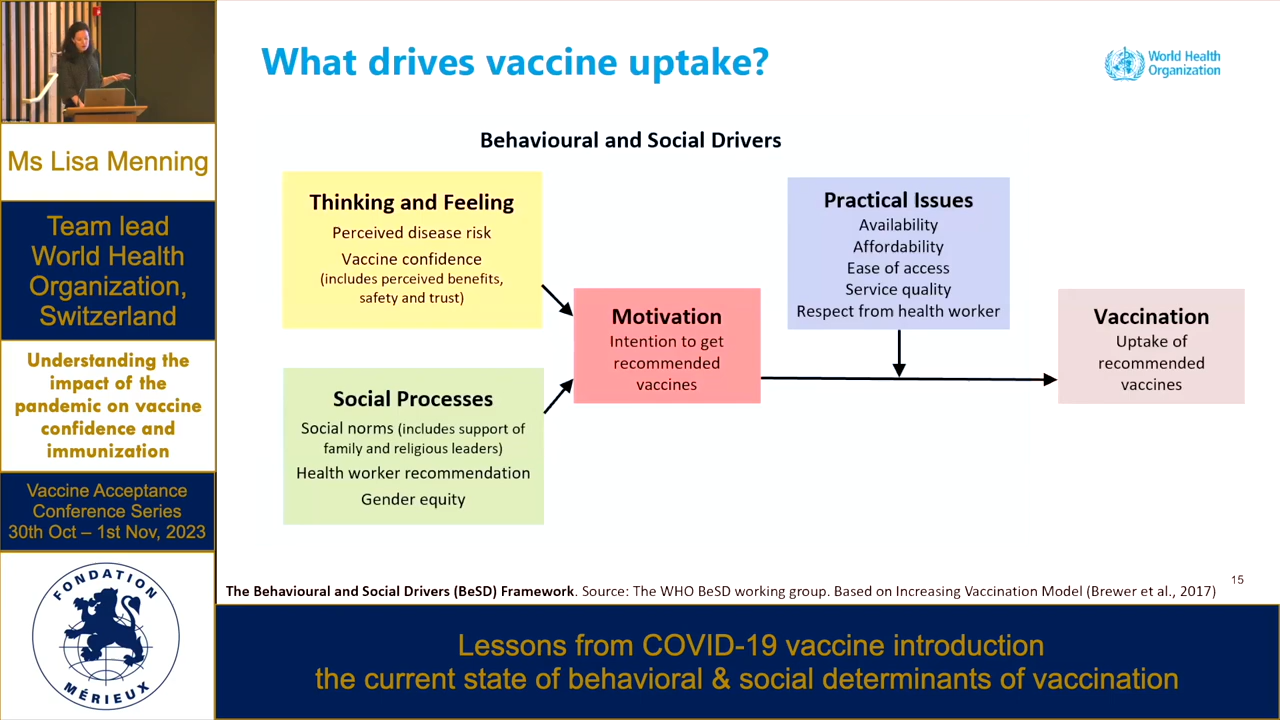 What drives vaccine uptake?
World Health
Organization
Ms Lisa Menning
Team lead
World Health
Organization,
Switzerland
Understanding the
impact of the
pandemic on vaccine
confidence and
immunization
Vaccine Acceptance
Conference Series
30th Oct – 1st Nov, 2023
FONDATION
MÉRIEUX
Behavioural and Social Drivers
Thinking and Feeling
Perceived disease risk
Vaccine confidence
(includes perceived benefits,
safety and trust)
Social Processes
Social norms (includes support of
family and religious leaders)
Health worker recommendation
Gender equity
Motivation
Intention to get
recommended
vaccines
Practical Issues
Availability
Affordability
Ease of access
Service quality
Respect from health worker
Vaccination
Uptake of
recommended
vaccines
15
The Behavioural and Social Drivers (BeSD) Framework. Source: The WHO BeSD working group. Based on Increasing Vaccination Model (Brewer et al., 2017)
Lessons from COVID-19 vaccine introduction
the current state of behavioral & social determinants of vaccination